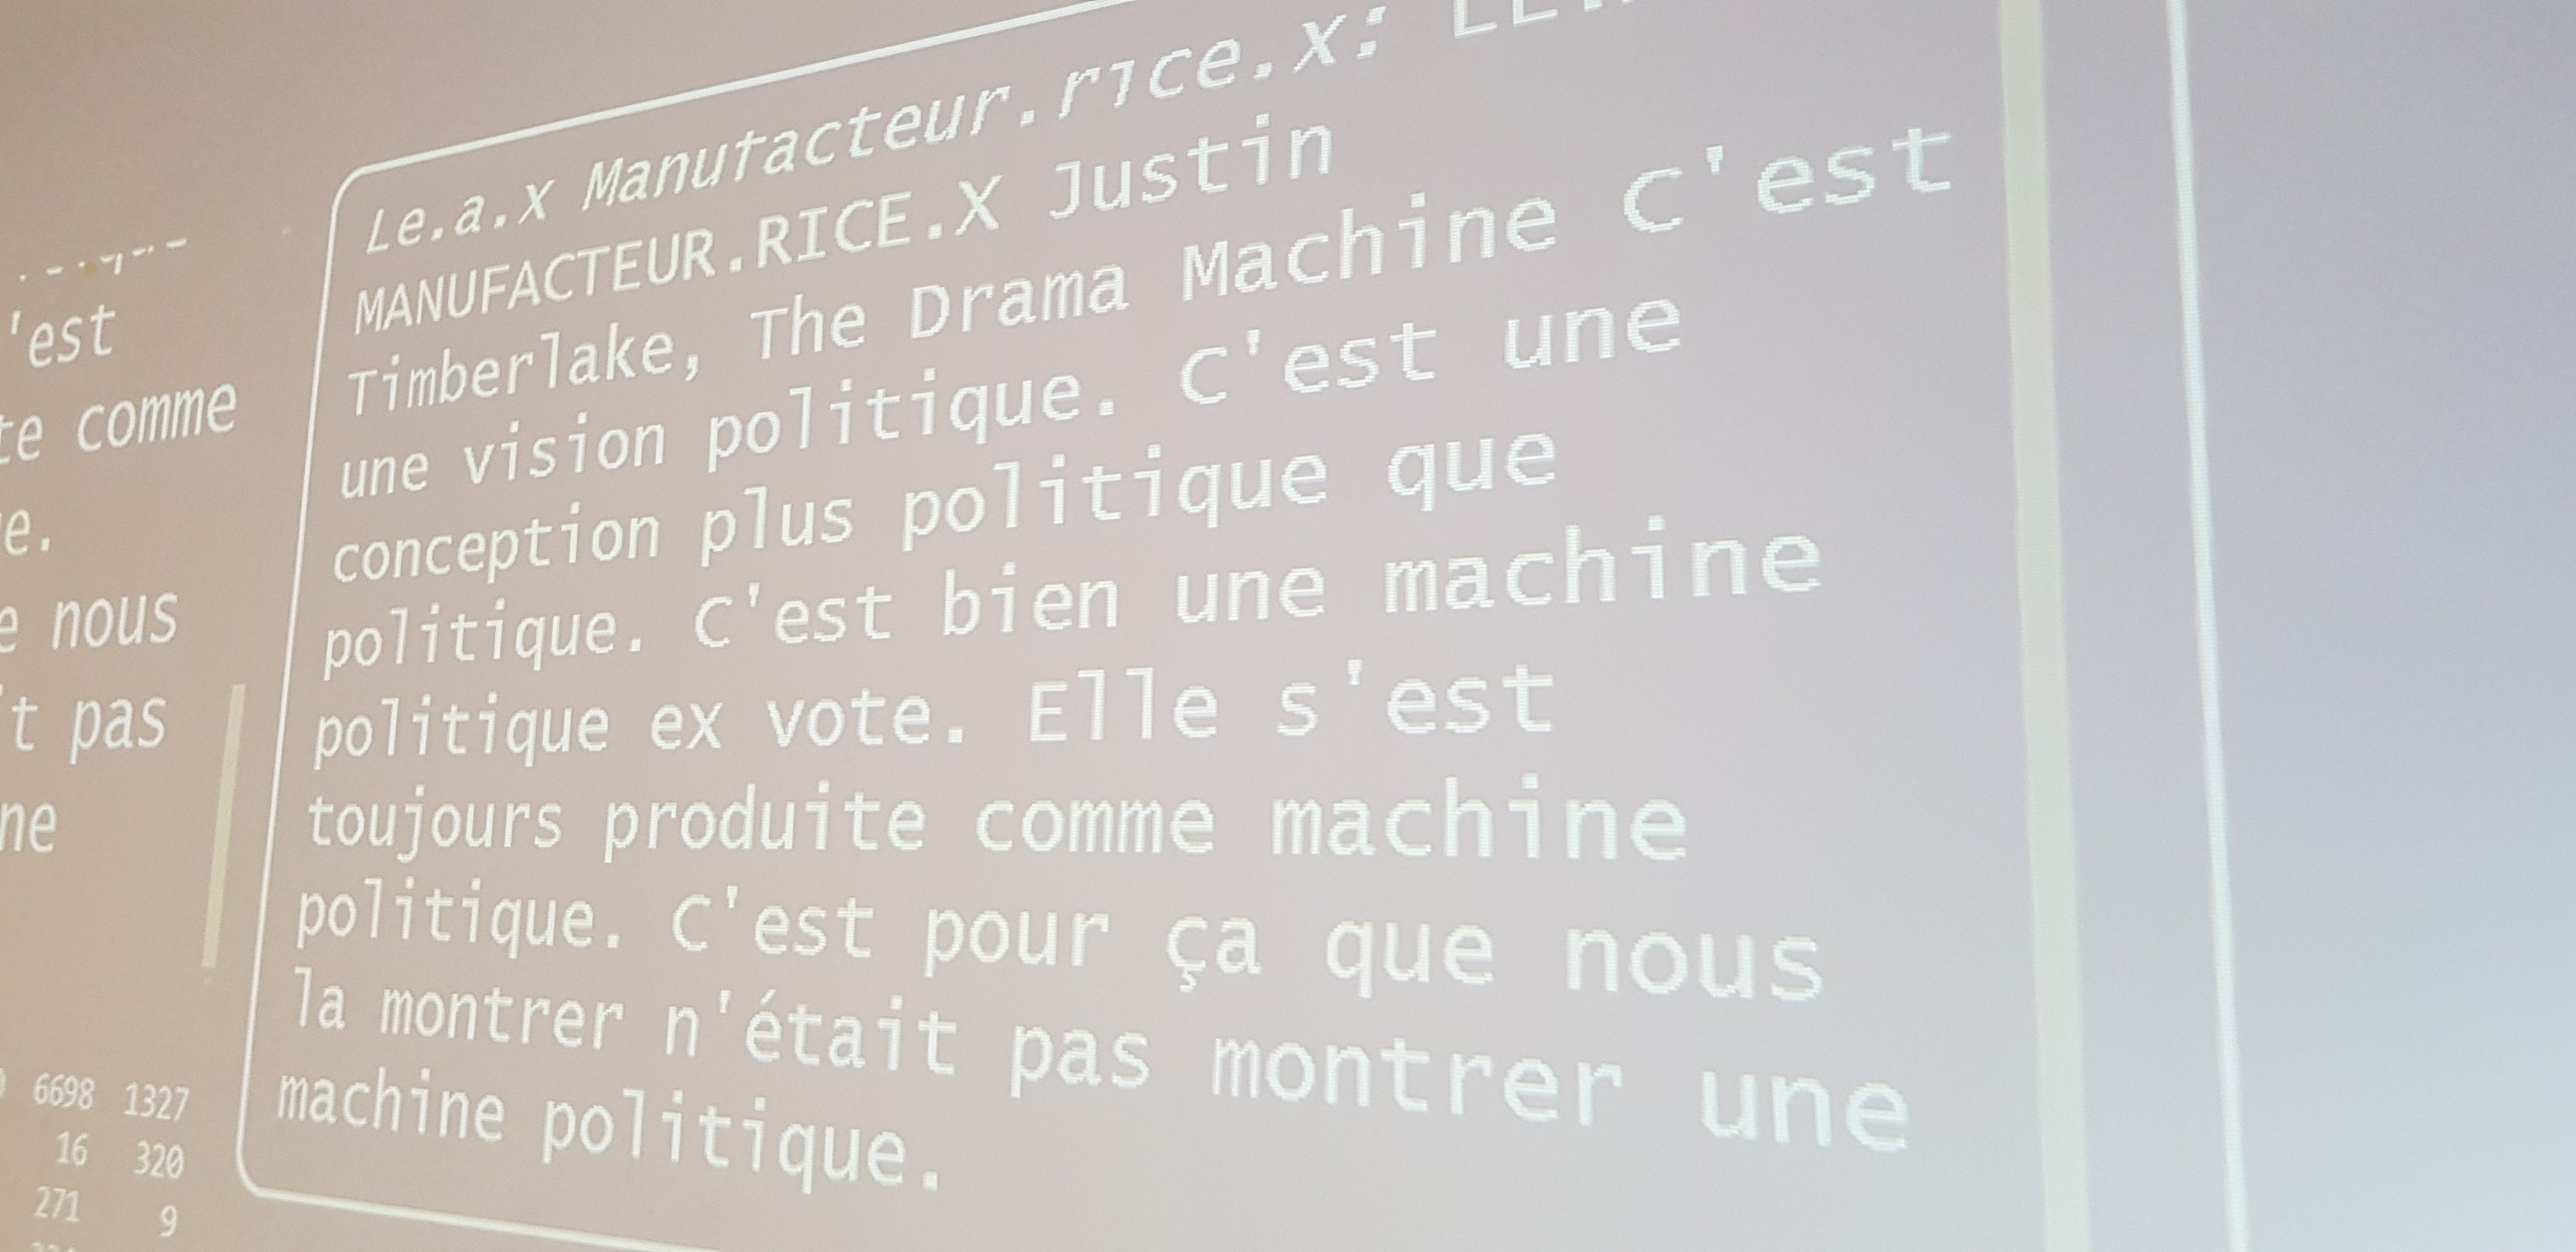 Le.a.x Manufacteur.rice.x:
MANUFACTEUR.RICE.X Justin
Timberlake, The Drama Machine C'est
une vision politique. C'est une
conception plus politique que
politique. C'est bien une machine
politique ex vote. Elle s'est
toujours produite comme machine
politique. C'est pour ça que nous
la montrer n'était pas montrer une
machine politique.
'est
te comme
e.
e nous
t pas
ne
6698 1327
16 320
271 9